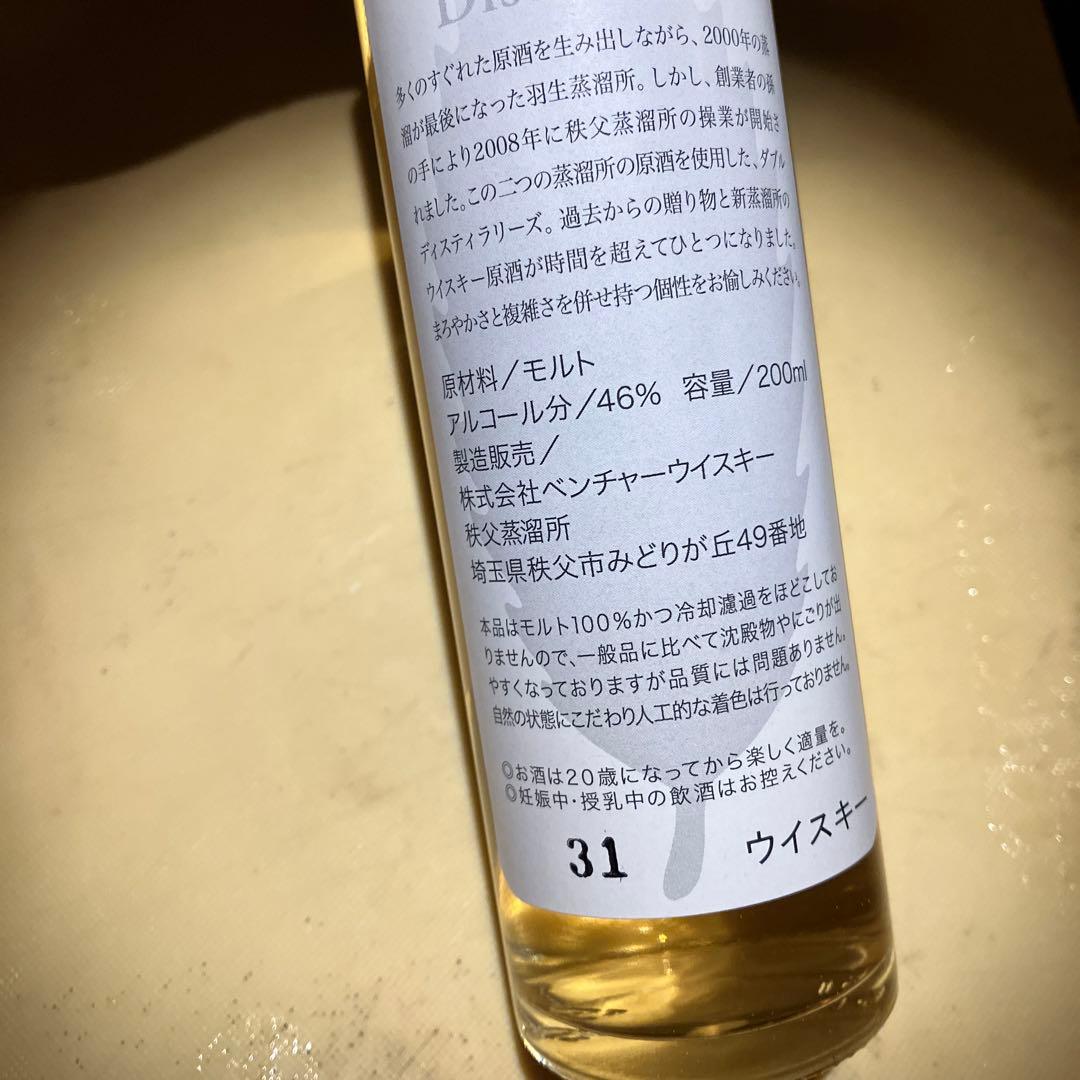 Dis
多くのすぐれた原酒を生み出しながら、2000年の蒸
溜が最後になった羽生蒸溜所。しかし、創業者の孫
の手により2008年に秩父蒸溜所の操業が開始さ
れました。この二つの蒸溜所の原酒を使用した、ダブル
ディスティラリーズ。過去からの贈り物と新蒸溜所の
ウイスキー原酒が時間を超えてひとつになりました。
まろやかさと複雑さを併せ持つ個性をお愉しみください。
原材料／モルト
アルコール分／46% 容量／200ml
製造販売／
株式会社ベンチャーウイスキー
秩父蒸溜所
埼玉県秩父市みどりが丘49番地
本品はモルト100%かつ冷却濾過をほどこしてお
りませんので、一般品に比べて沈殿物やにごりが出
やすくなっておりますが品質には問題ありません。
自然の状態にこだわり人工的な着色は行っておりません。
◎お酒は20歳になってから楽しく適量を。
◎妊娠中・授乳中の飲酒はお控えください。
31 ウイスキー